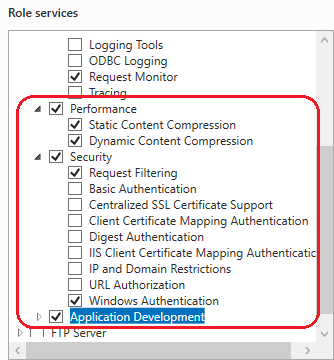 Role services
Logging Tools
ODBC Logging
Request Monitor
Tracing
Performance
Static Content Compression
Dynamic Content Compression
Security
Request Filtering
Basic Authentication
Centralized SSL Certificate Support
Client Certificate Mapping Authentication
Digest Authentication
IIS Client Certificate Mapping Authenticatic
IP and Domain Restrictions
URL Authorization
Windows Authentication
Application Development
FTP Server